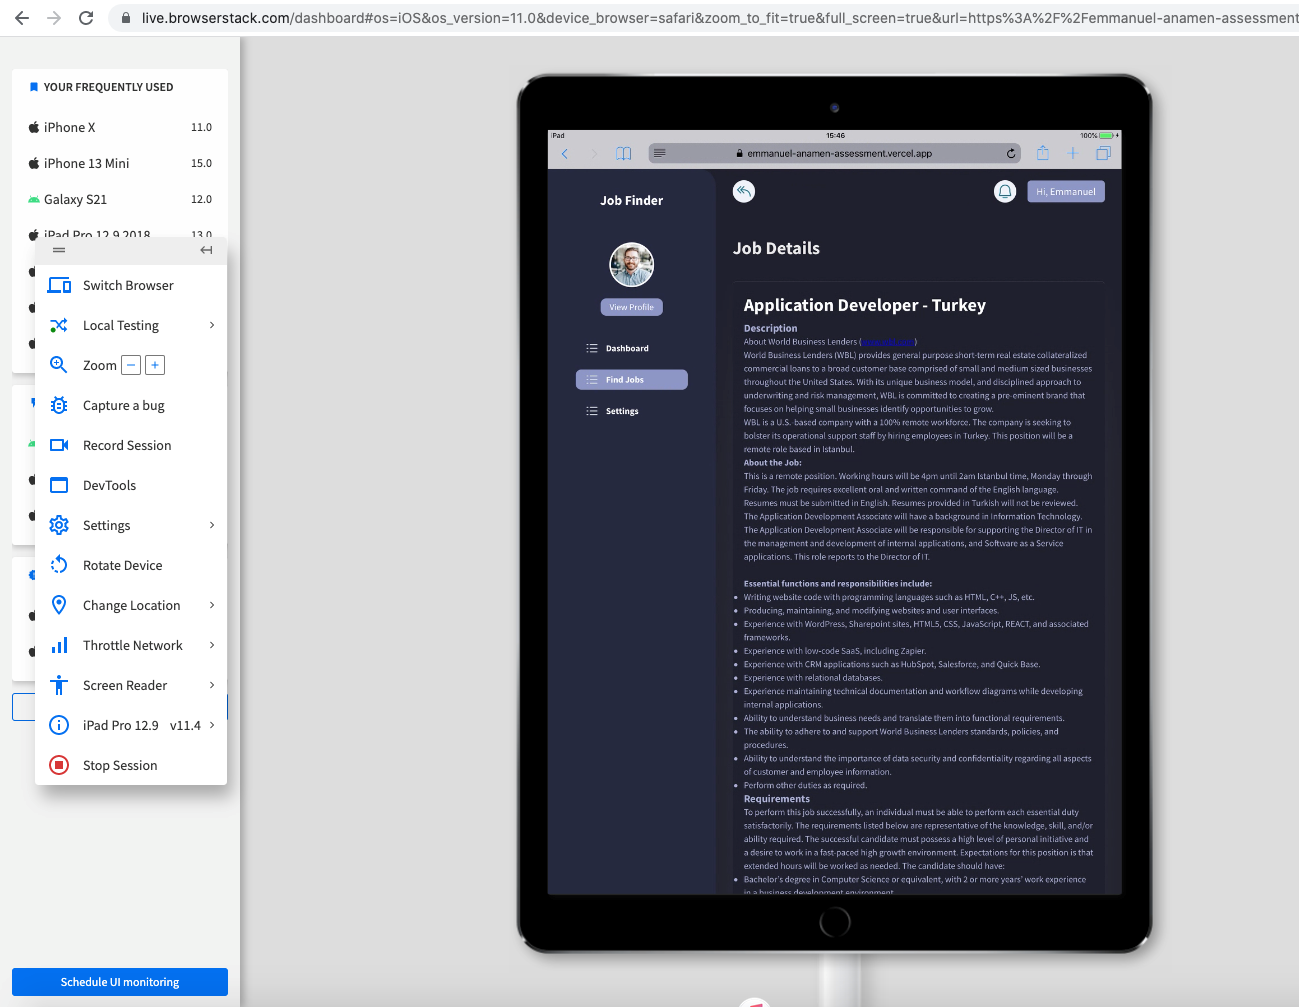 live.browserstack.com/dashboard#os=iOS&os_version=11.0&device_browser=safari&zoom_to_fit=true&full_screen=true&url=https%3A%2F%2Femmanuel-anamen-assessment
YOUR FREQUENTLY USED
iPhone X 11.0
iPhone 13 Mini 15.0
Galaxy S21 12.0
iPad Pro 12.9 2018 13.0
Switch Browser
Local Testing
Zoom − +
Capture a bug
Record Session
DevTools
Settings
Rotate Device
Change Location
Throttle Network
Screen Reader
iPad Pro 12.9 v11.4
Stop Session
Schedule UI monitoring
iPad 15:46 100%
emmanuel-anamen-assessment.vercel.app
Job Finder
View Profile
Dashboard
Find Jobs
Settings
Hi, Emmanuel
Job Details
Application Developer - Turkey
Description
About World Business Lenders ( )
World Business Lenders (WBL) provides general purpose short-term real estate collateralized
commercial loans to a broad customer base comprised of small and medium sized businesses
throughout the United States. With its unique business model, and disciplined approach to
underwriting and risk management, WBL is committed to creating a pre-eminent brand that
focuses on helping small businesses identify opportunities to grow.
WBL is a U.S.-based company with a 100% remote workforce. The company is seeking to
bolster its operational support staff by hiring employees in Turkey. This position will be a
remote role based in Istanbul.
About the Job:
This is a remote position. Working hours will be 4pm until 2am Istanbul time, Monday through
Friday. The job requires excellent oral and written command of the English language.
Resumes must be submitted in English. Resumes provided in Turkish will not be reviewed.
The Application Development Associate will have a background in Information Technology.
The Application Development Associate will be responsible for supporting the Director of IT in
the management and development of internal applications, and Software as a Service
applications. This role reports to the Director of IT.
Essential functions and responsibilities include:
• Writing website code with programming languages such as HTML, C++, JS, etc.
• Producing, maintaining, and modifying websites and user interfaces.
• Experience with WordPress, Sharepoint sites, HTML5, CSS, JavaScript, REACT, and associated
frameworks.
• Experience with low-code SaaS, including Zapier.
• Experience with CRM applications such as HubSpot, Salesforce, and Quick Base.
• Experience with relational databases.
• Experience maintaining technical documentation and workflow diagrams while developing
internal applications.
• Ability to understand business needs and translate them into functional requirements.
• The ability to adhere to and support World Business Lenders standards, policies, and
procedures.
• Ability to understand the importance of data security and confidentiality regarding all aspects
of customer and employee information.
• Perform other duties as required.
Requirements
To perform this job successfully, an individual must be able to perform each essential duty
satisfactorily. The requirements listed below are representative of the knowledge, skill, and/or
ability required. The successful candidate must possess a high level of personal initiative and
a desire to work in a fast-paced high growth environment. Expectations for this position is that
extended hours will be worked as needed. The candidate should have:
• Bachelor's degree in Computer Science or equivalent, with 2 or more years' work experience
in a business development environment.